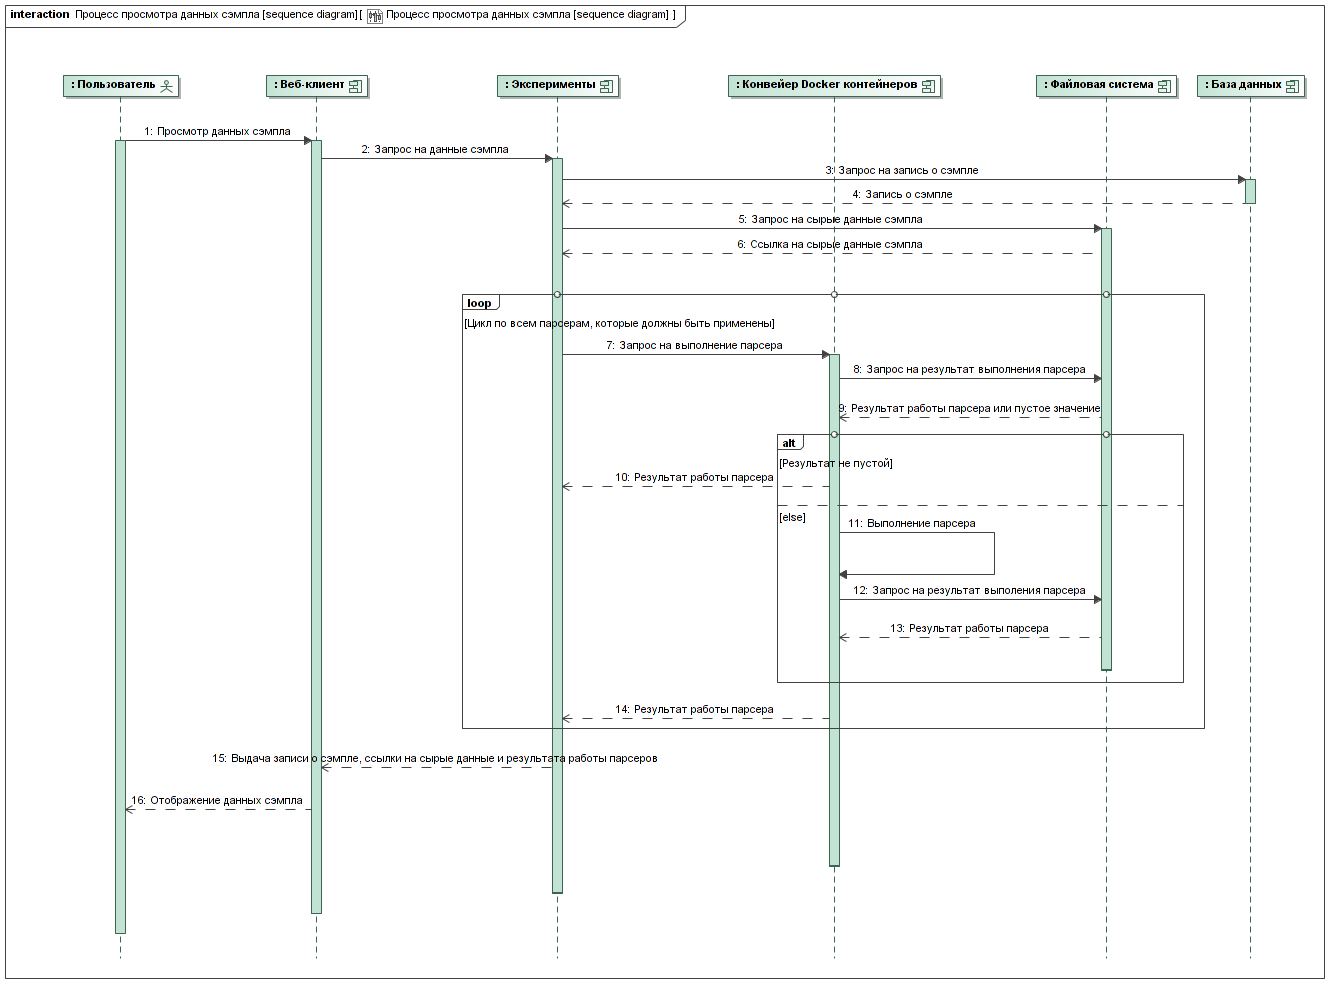 interaction Процесс просмотра данных сэмпла [sequence diagram] [ Процесс просмотра данных сэмпла [sequence diagram] ]
: Пользователь
: Веб-клиент
: Эксперименты
: Конвейер Docker контейнеров
: Файловая система
: База данных
1: Просмотр данных сэмпла
2: Запрос на данные сэмпла
3: Запрос на запись о сэмпле
4: Запись о сэмпле
5: Запрос на сырые данные сэмпла
6: Ссылка на сырые данные сэмпла
loop
[Цикл по всем парсерам, которые должны быть применены]
7: Запрос на выполнение парсера
8: Запрос на результат выполнения парсера
9: Результат работы парсера или пустое значение
alt
[Результат не пустой]
10: Результат работы парсера
[else]
11: Выполнение парсера
12: Запрос на результат выполения парсера
13: Результат работы парсера
14: Результат работы парсера
15: Выдача записи о сэмпле, ссылки на сырые данные и результата работы парсеров
16: Отображение данных сэмпла